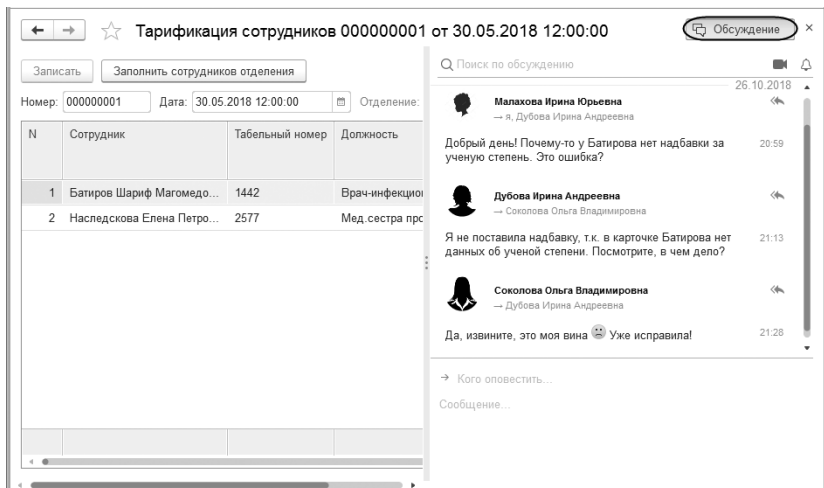 Тарификация сотрудников 000000001 от 30.05.2018 12:00:00
Обсуждение
Записать
Заполнить сотрудников отделения
Номер: 000000001 Дата: 30.05.2018 12:00:00 Отделение:
N Сотрудник Табельный номер Должность
1 Батиров Шариф Магомедо... 1442 Врач-инфекцио
2 Наследскова Елена Петро... 2577 Мед.сестра про
Поиск по обсуждению
26.10.2018
Малахова Ирина Юрьевна
→ я, Дубова Ирина Андреевна
Добрый день! Почему-то у Батирова нет надбавки за 20:59
ученую степень. Это ошибка?
Дубова Ирина Андреевна
→ Соколова Ольга Владимировна
Я не поставила надбавку, т.к. в карточке Батирова нет 21:13
данных об ученой степени. Посмотрите, в чем дело?
Соколова Ольга Владимировна
→ Дубова Ирина Андреевна
Да, извините, это моя вина Уже исправила! 21:28
→ Кого оповестить...
Сообщение...